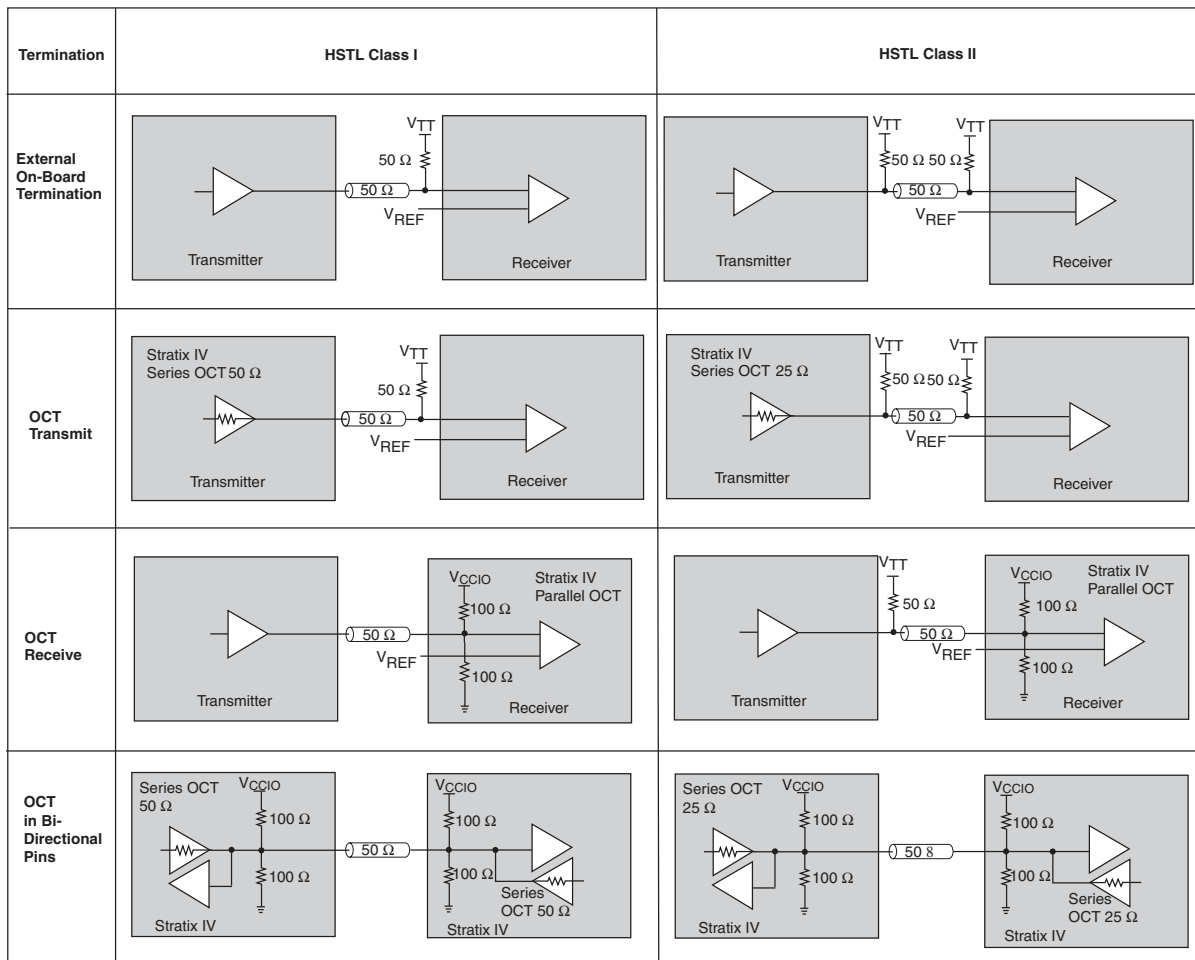 Termination
HSTL Class I
HSTL Class II
External
On-Board
Termination
VTT
50 Ω
50 Ω
VREF
Transmitter
Receiver
VTT
VTT
50 Ω 50 Ω
50 Ω
VREF
Transmitter
Receiver
OCT
Transmit
Stratix IV
Series OCT 50 Ω
VTT
50 Ω
50 Ω
VREF
Transmitter
Receiver
Stratix IV
Series OCT 25 Ω
VTT
VTT
50 Ω 50 Ω
50 Ω
VREF
Transmitter
Receiver
OCT
Receive
VCCIO
Stratix IV
Parallel OCT
100 Ω
50 Ω
VREF
100 Ω
Transmitter
Receiver
VTT
50 Ω
VCCIO
Stratix IV
Parallel OCT
100 Ω
50 Ω
VREF
100 Ω
Transmitter
Receiver
OCT
in Bi-
Directional
Pins
Series OCT
50 Ω
VCCIO
100 Ω
100 Ω
Stratix IV
50 Ω
VCCIO
100 Ω
100 Ω
Series
OCT 50 Ω
Stratix IV
Series OCT
25 Ω
VCCIO
100 Ω
100 Ω
Stratix IV
50 8
VCCIO
100 Ω
100 Ω
Series
OCT 25 Ω
Stratix IV